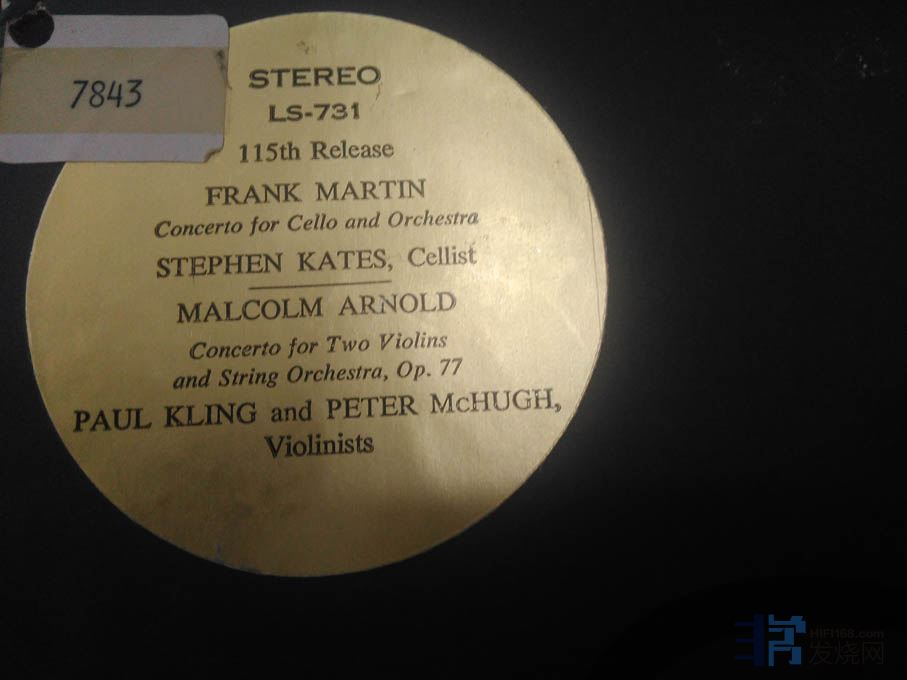 7843
STEREO
LS-731
115th Release
FRANK MARTIN
Concerto for Cello and Orchestra
STEPHEN KATES, Cellist
MALCOLM ARNOLD
Concerto for Two Violins
and String Orchestra, Op. 77
PAUL KLING and PETER McHUGH,
Violinists
HIFI168.com
发烧网